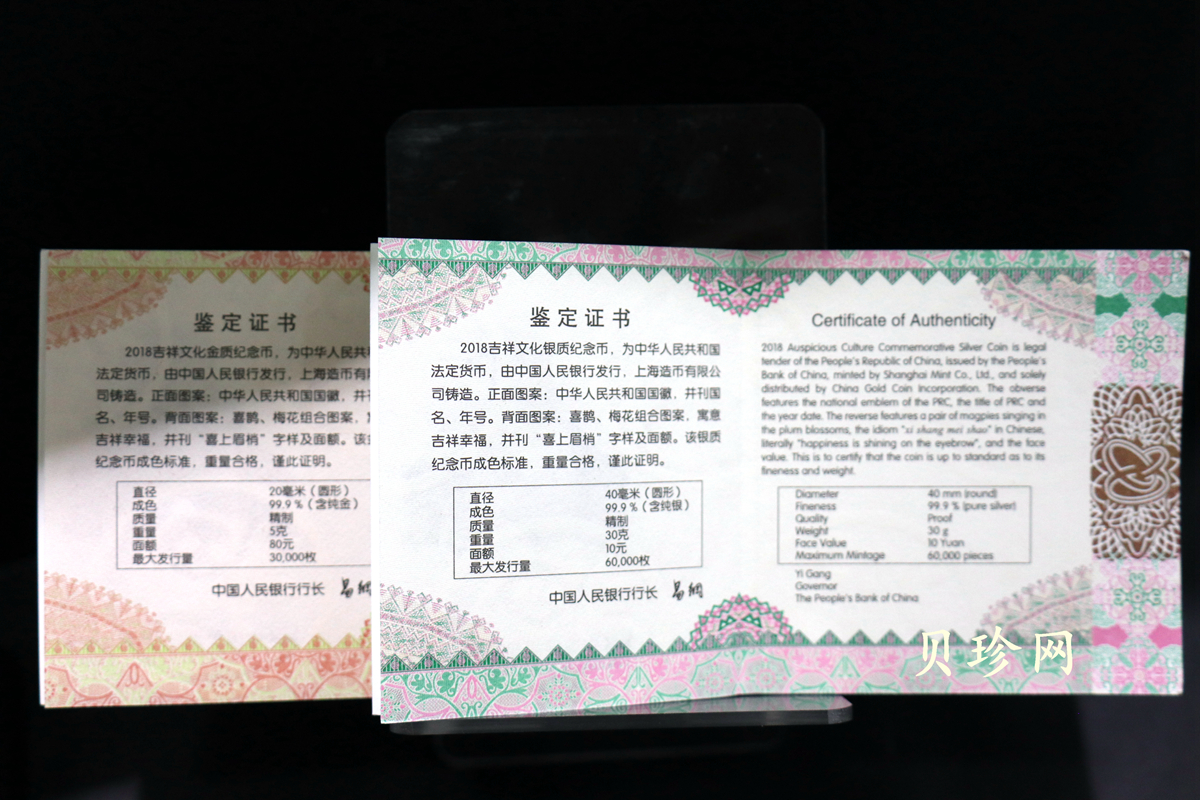 鉴定证书
2018吉祥文化金质纪念币，为中华人民共和
法定货币，由中国人民银行发行，上海造币有限
司铸造。正面图案：中华人民共和国国徽，并刊
名、年号。背面图案：喜鹊、梅花组合图案，
吉祥幸福，并刊“喜上眉梢”字样及面额。该金
纪念币成色标准，重量合格，谨此证明。
直径 20毫米（圆形）
成色 99.9%（含纯金）
质量 精制
重量 5克
面额 80元
最大发行量 30,000枚
中国人民银行行长 易纲
鉴定证书
2018吉祥文化银质纪念币，为中华人民共和国
法定货币，由中国人民银行发行，上海造币有限公
司铸造。正面图案：中华人民共和国国徽，并刊国
名、年号。背面图案：喜鹊、梅花组合图案，寓意
吉祥幸福，并刊“喜上眉梢”字样及面额。该银质
纪念币成色标准，重量合格，谨此证明。
直径 40毫米（圆形）
成色 99.9%（含纯银）
质量 精制
重量 30克
面额 10元
最大发行量 60,000枚
中国人民银行行长 易纲
Certificate of Authenticity
2018 Auspicious Culture Commemorative Silver Coin is legal
tender of the People's Republic of China, issued by the People's
Bank of China, minted by Shanghai Mint Co., Ltd., and solely
distributed by China Gold Coin Incorporation. The obverse
features the national emblem of the PRC, the title of PRC and
the year date. The reverse features a pair of magpies singing in
the plum blossoms, the idiom "xi shang mei shao" in Chinese,
literally "happiness is shining on the eyebrow", and the face
value. This is to certify that the coin is up to standard as to its
fineness and weight.
Diameter 40 mm (round)
Fineness 99.9 % (pure silver)
Quality Proof
Weight 30 g
Face Value 10 Yuan
Maximum Mintage 60,000 pieces
Yi Gang
Governor
The People's Bank of China
贝珍网